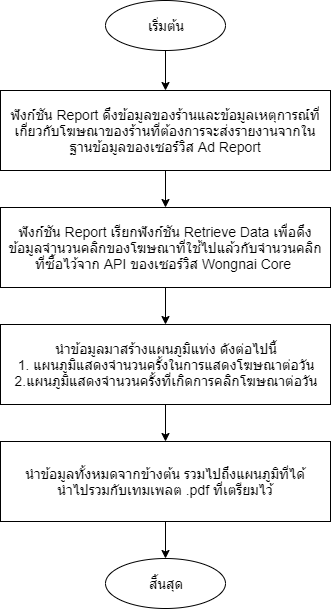 เริ่มต้น
ฟังก์ชัน Report ดึงข้อมูลของร้านและข้อมูลเหตุการณ์ที่
เกี่ยวกับโฆษณาของร้านที่ต้องการจะส่งรายงานจากใน
ฐานข้อมูลของเซอร์วิส Ad Report
ฟังก์ชัน Report เรียกฟังก์ชัน Retrieve Data เพื่อดึง
ข้อมูลจำนวนคลิกของโฆษณาที่ใช้ไปแล้วกับจำนวนคลิก
ที่ซื้อไว้จาก API ของเซอร์วิส Wongnai Core
นำข้อมูลมาสร้างแผนภูมิแท่ง ดังต่อไปนี้
1. แผนภูมิแสดงจำนวนครั้งในการแสดงโฆษณาต่อวัน
2.แผนภูมิแสดงจำนวนครั้งที่เกิดการคลิกโฆษณาต่อวัน
นำข้อมูลทั้งหมดจากข้างต้น รวมไปถึงแผนภูมิที่ได้
นำไปรวมกับเทมเพลต .pdf ที่เตรียมไว้
สิ้นสุด